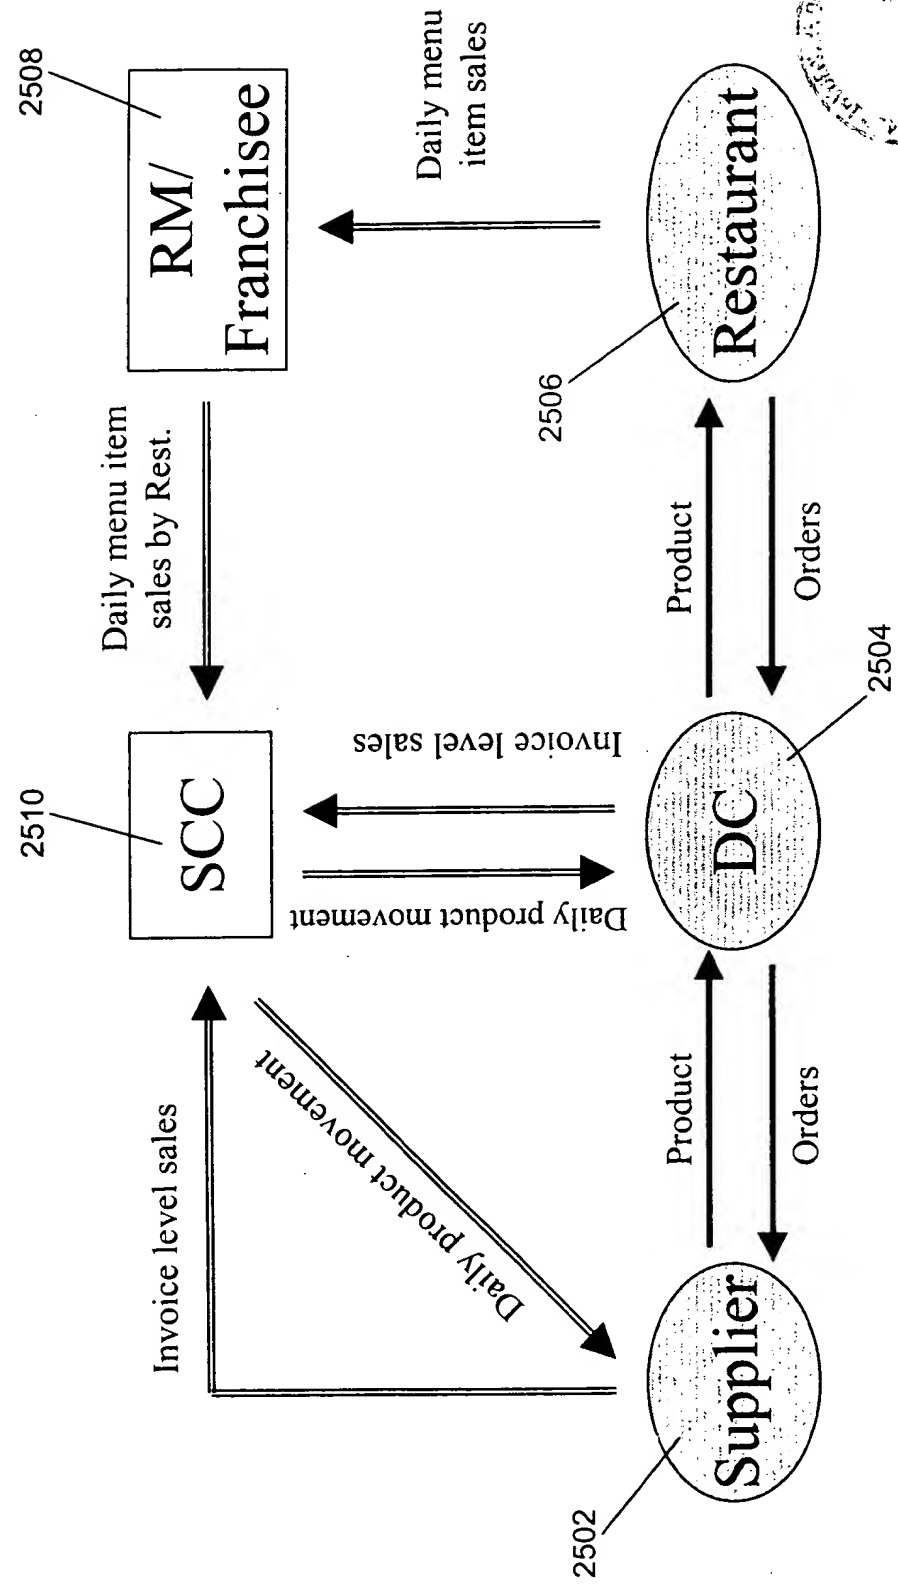 2510
SCC
Daily menu item
sales by Rest.
2508
RM/
Franchisee
Invoice level sales
Daily product movement
Daily product movement
Invoice level sales
Daily menu
item sales
2502
Supplier
Product
Orders
DC
2504
Product
Orders
2506
Restaurant